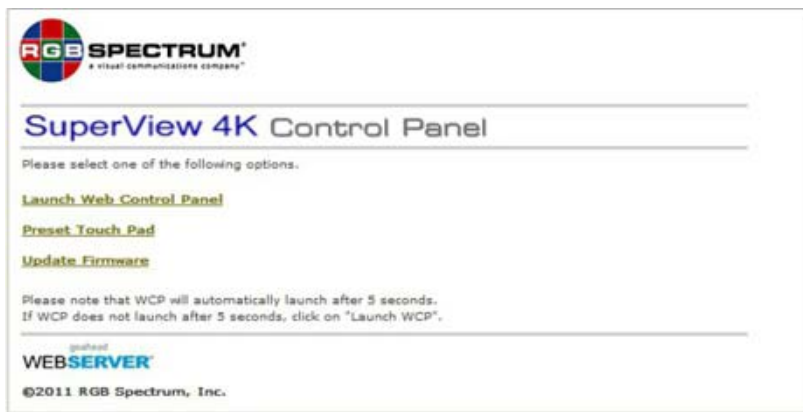 RGB SPECTRUM®
a visual communications company™
SuperView 4K Control Panel
Please select one of the following options.
Launch Web Control Panel
Preset Touch Pad
Update Firmware
Please note that WCP will automatically launch after 5 seconds.
If WCP does not launch after 5 seconds, click on "Launch WCP".
goahead
WEBSERVER™
©2011 RGB Spectrum, Inc.